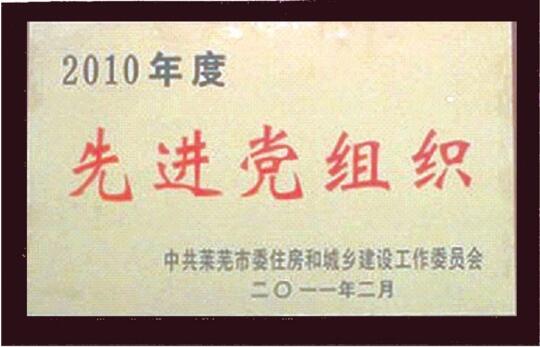 2010年度
先进党组织
中共莱芜市委住房和城乡建设工作委员会
二〇一一年二月